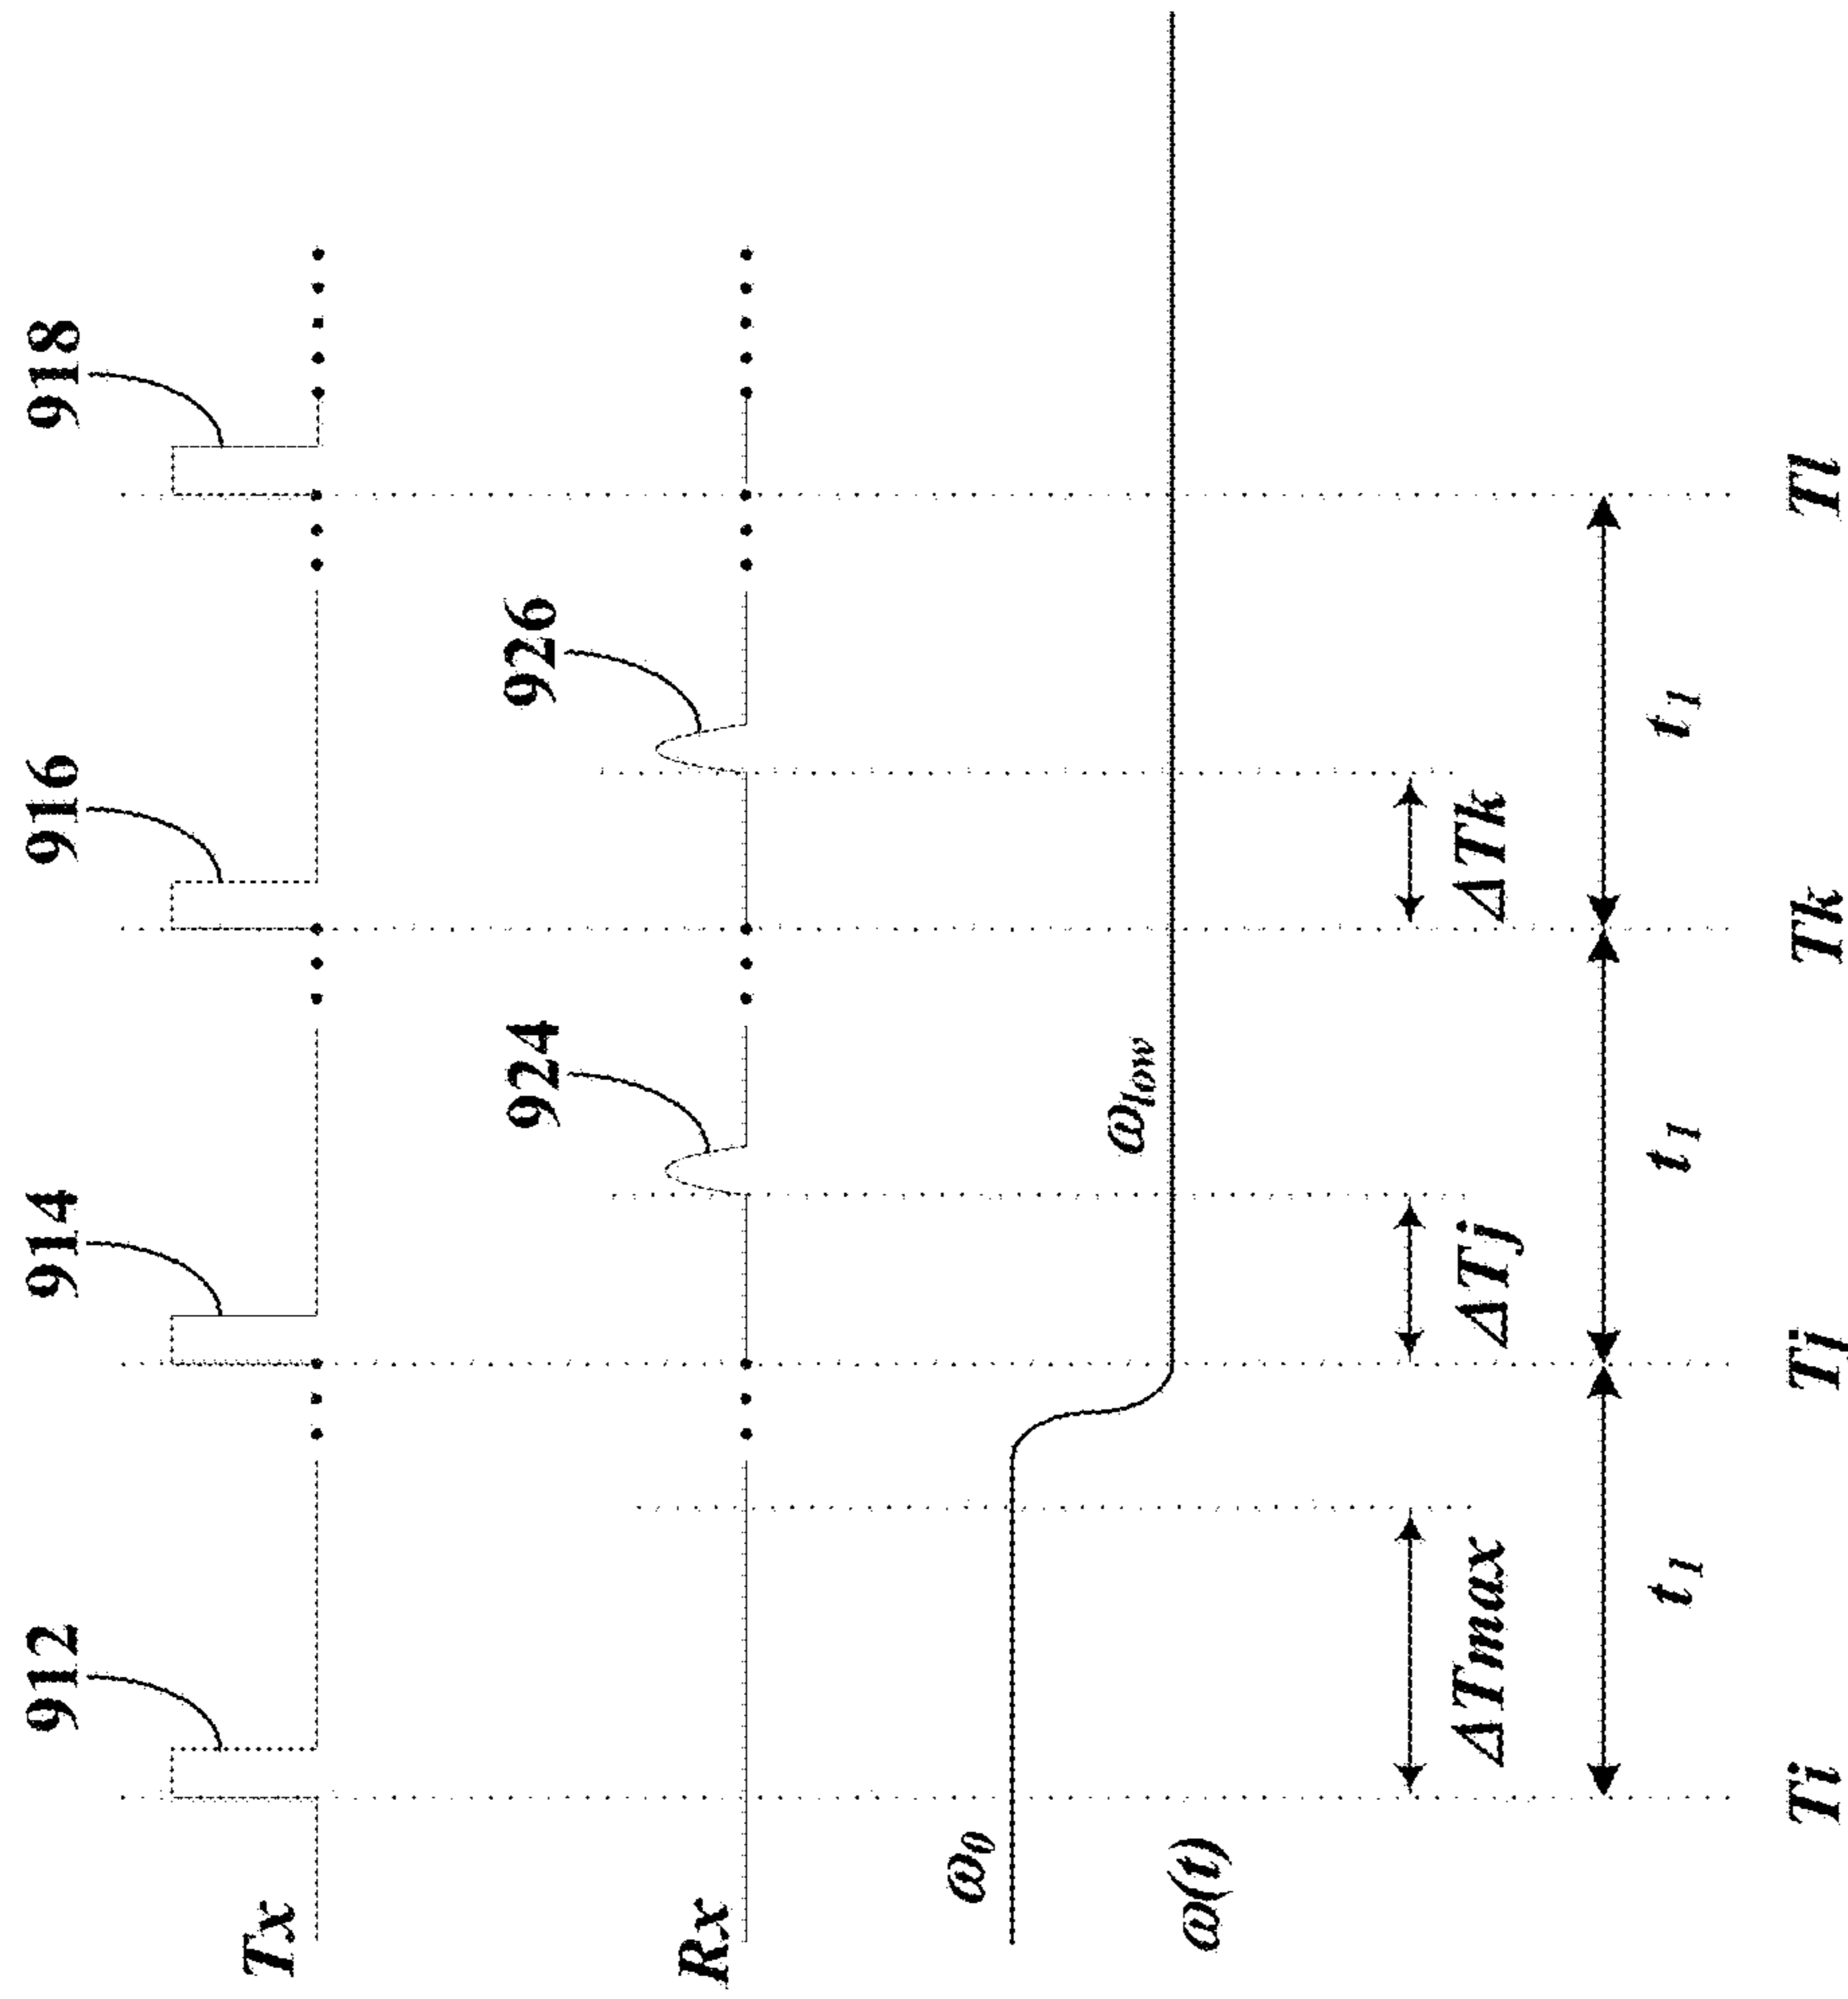 912 914 916 918
Tx
924 926
Rx
ω₀
ωlow
ω(t)
ΔTmax ΔTj ΔTk
t₁ t₁ t₁
Ti Tj Tk Tl